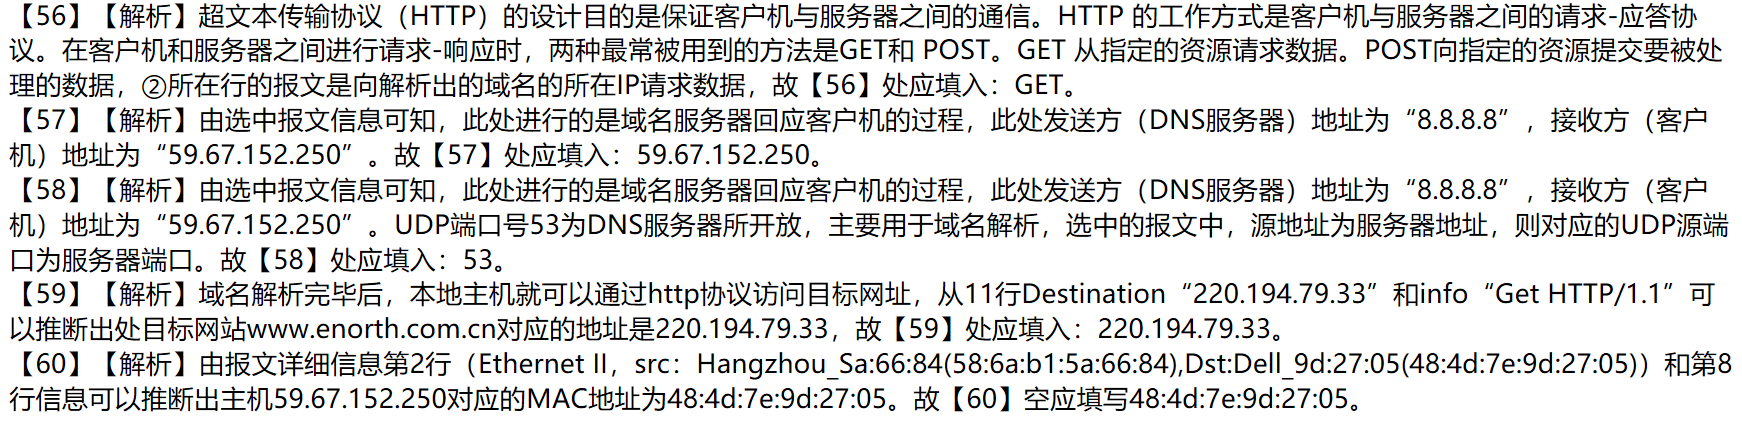 【56】【解析】超文本传输协议（HTTP）的设计目的是保证客户机与服务器之间的通信。HTTP 的工作方式是客户机与服务器之间的请求-应答协
议。在客户机和服务器之间进行请求-响应时，两种最常被用到的方法是GET和 POST。GET 从指定的资源请求数据。POST向指定的资源提交要被处
理的数据，②所在行的报文是向解析出的域名的所在IP请求数据，故【56】处应填入：GET。
【57】【解析】由选中报文信息可知，此处进行的是域名服务器回应客户机的过程，此处发送方（DNS服务器）地址为“8.8.8.8”，接收方（客户
机）地址为“59.67.152.250”。故【57】处应填入：59.67.152.250。
【58】【解析】由选中报文信息可知，此处进行的是域名服务器回应客户机的过程，此处发送方（DNS服务器）地址为“8.8.8.8”，接收方（客户
机）地址为“59.67.152.250”。UDP端口号53为DNS服务器所开放，主要用于域名解析，选中的报文中，源地址为服务器地址，则对应的UDP源端
口为服务器端口。故【58】处应填入：53。
【59】【解析】域名解析完毕后，本地主机就可以通过http协议访问目标网址，从11行Destination“220.194.79.33”和info“Get HTTP/1.1”可
以推断出处目标网站www.enorth.com.cn对应的地址是220.194.79.33，故【59】处应填入：220.194.79.33。
【60】【解析】由报文详细信息第2行（Ethernet II，src：Hangzhou_Sa:66:84(58:6a:b1:5a:66:84),Dst:Dell_9d:27:05(48:4d:7e:9d:27:05)）和第8
行信息可以推断出主机59.67.152.250对应的MAC地址为48:4d:7e:9d:27:05。故【60】空应填写48:4d:7e:9d:27:05。